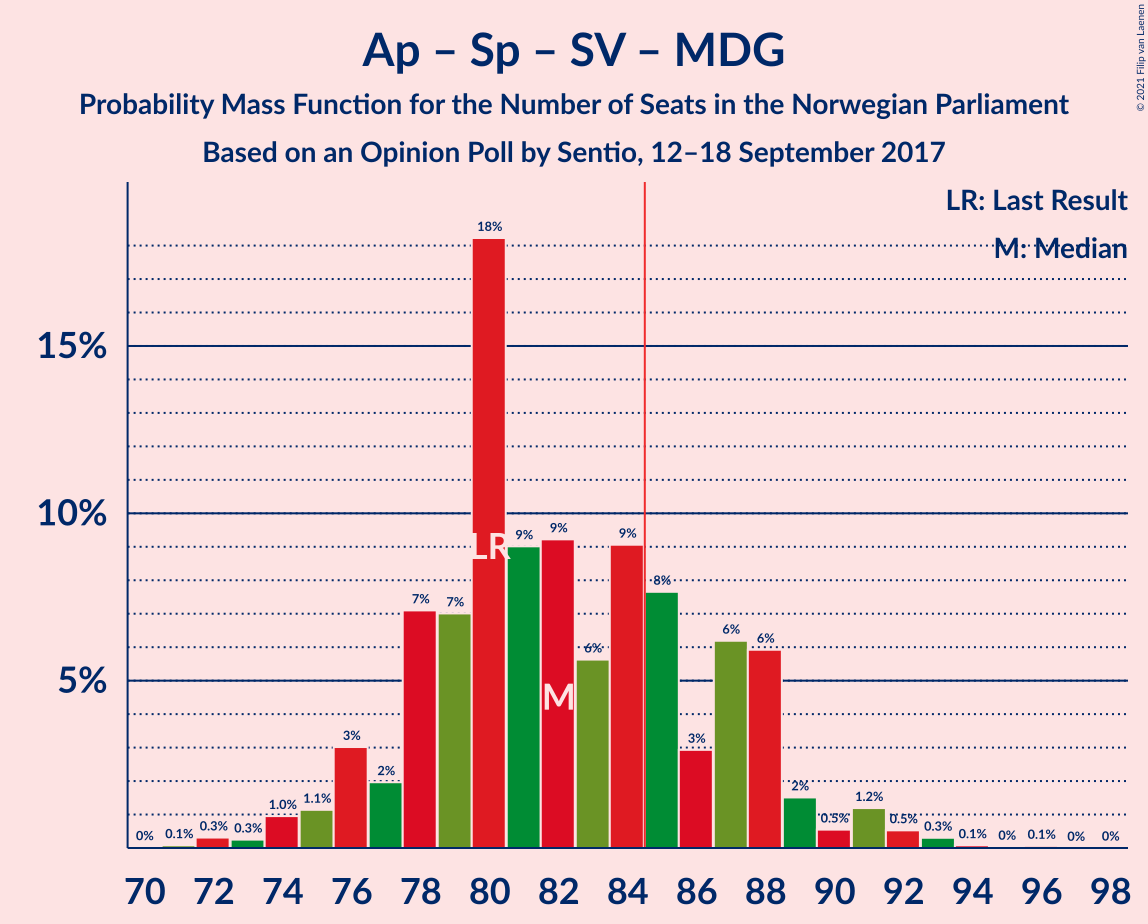 Ap – Sp – SV – MDG
Probability Mass Function for the Number of Seats in the Norwegian Parliament
Based on an Opinion Poll by Sentio, 12–18 September 2017
© 2021 Filip van Laenen
LR: Last Result
M: Median
18%
15%
10%
9% 9% 9%
LR
8%
7% 7%
6% 6% 6%
5%
M
3% 3%
2% 2%
0% 0.1% 0.3% 0.3% 1.0% 1.1% 0.5% 1.2% 0.5% 0.3% 0.1% 0% 0.1% 0% 0%
70 72 74 76 78 80 82 84 86 88 90 92 94 96 98